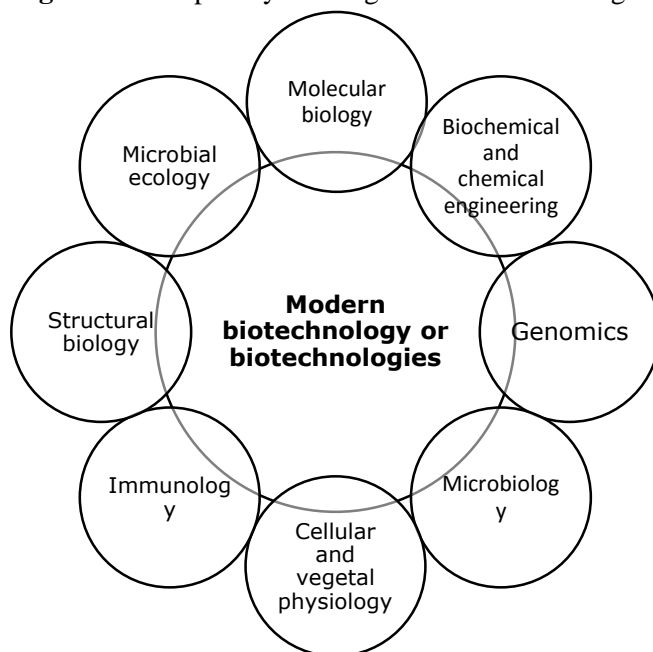 Molecular
biology
Biochemical
and
chemical
engineering
Microbial
ecology
Structural
biology
Modern
biotechnology or
biotechnologies
Genomics
Immunolog
y
Microbiolog
y
Cellular
and
vegetal
physiology